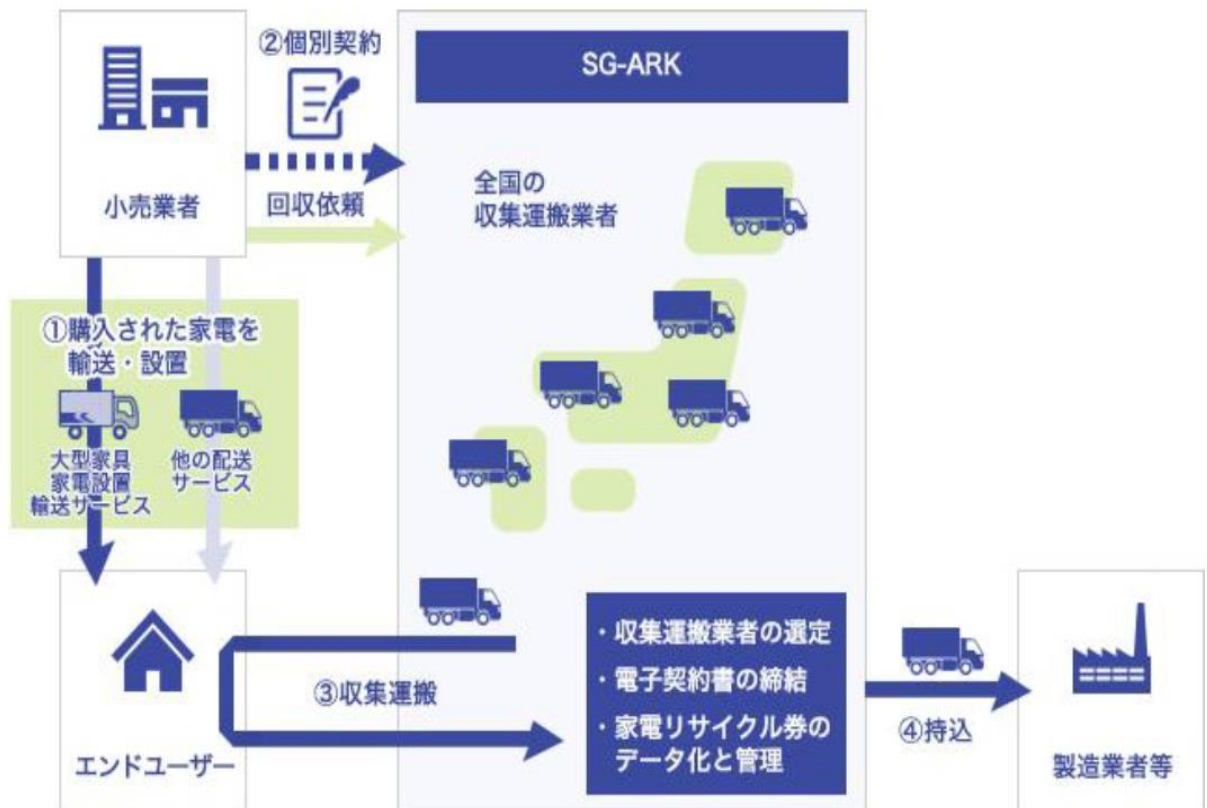 ②個別契約
SG-ARK
小売業者
回収依頼
全国の
収集運搬業者
①購入された家電を
輸送・設置
大型家具
家電設置
輸送サービス
他の配送
サービス
③収集運搬
エンドユーザー
・収集運搬業者の選定
・電子契約書の締結
・家電リサイクル券の
データ化と管理
④持込
製造業者等